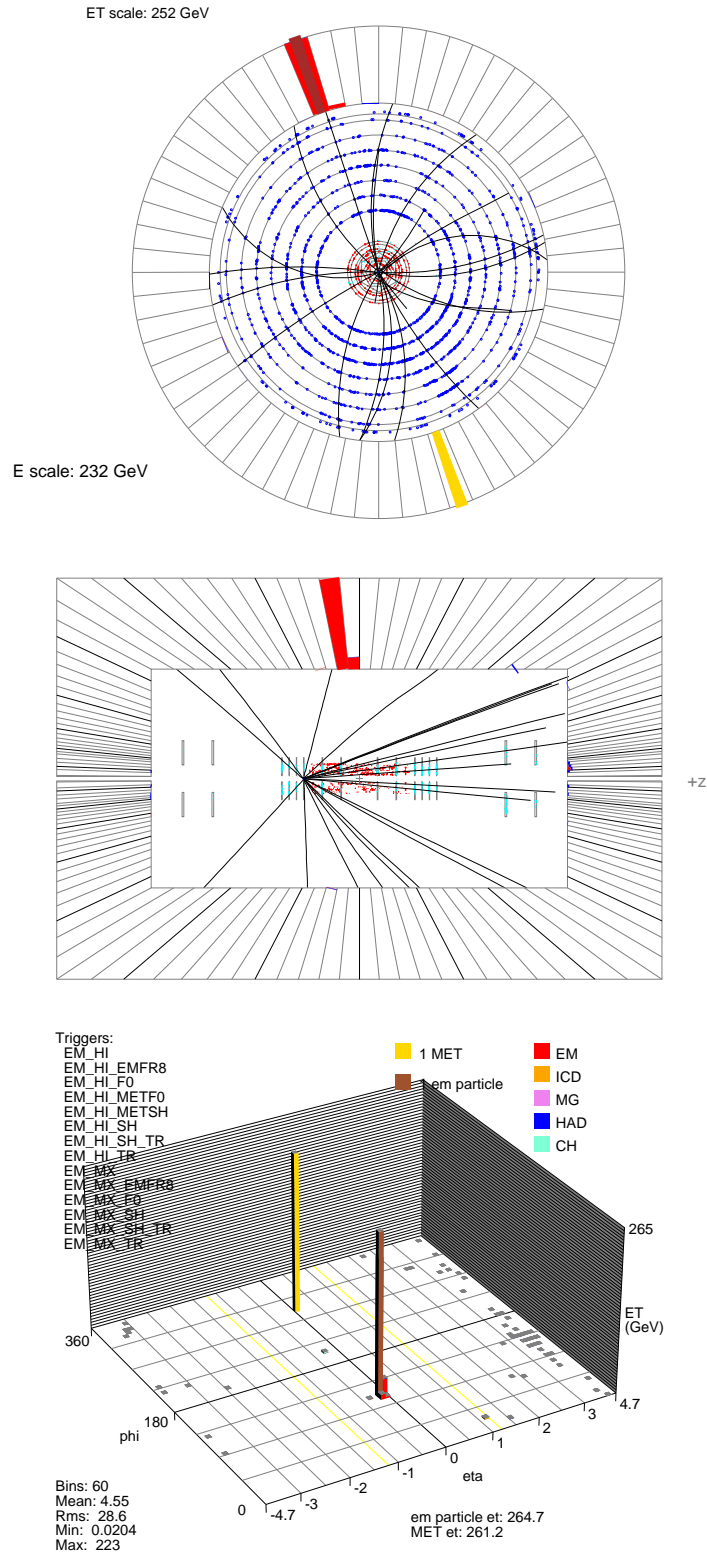 ET scale: 252 GeV
E scale: 232 GeV
+z
Triggers:
EM_HI
EM_HI_EMFR8
EM_HI_F0
EM_HI_METF0
EM_HI_METSH
EM_HI_SH
EM_HI_SH_TR
EM_HI_TR
EM_MX
EM_MX_EMFR8
EM_MX_F0
EM_MX_SH
EM_MX_SH_TR
EM_MX_TR
1 MET
em particle
EM
ICD
MG
HAD
CH
265
ET
(GeV)
360
180
phi
0
-4.7
-3
-2
-1
0
1
2
3
4.7
eta
Bins: 60
Mean: 4.55
Rms: 28.6
Min: 0.0204
Max: 223
em particle et: 264.7
MET et: 261.2